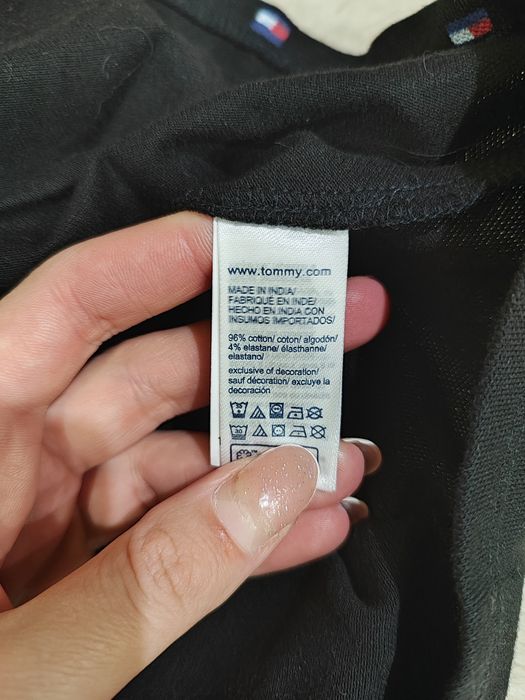 www.tommy.com
MADE IN INDIA/
FABRIQUÉ EN INDE/
HECHO EN INDIA CON
INSUMOS IMPORTADOS/
96% cotton/ coton/ algodón/
4% elastane/ élasthanne/
elastano/
exclusive of decoration/
sauf décoration/ excluye la
decoración
30